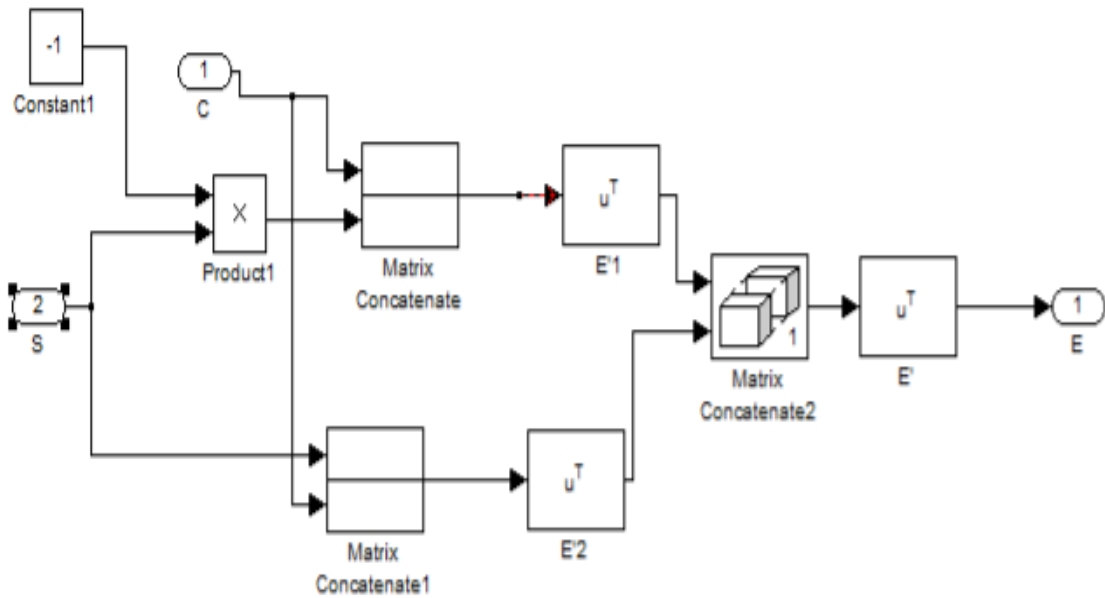 -1
Constant1
1
C
X
Product1
2
S
Matrix
Concatenate
u^T
E'1
Matrix
Concatenate1
u^T
E'2
1
Matrix
Concatenate2
u^T
E'
1
E